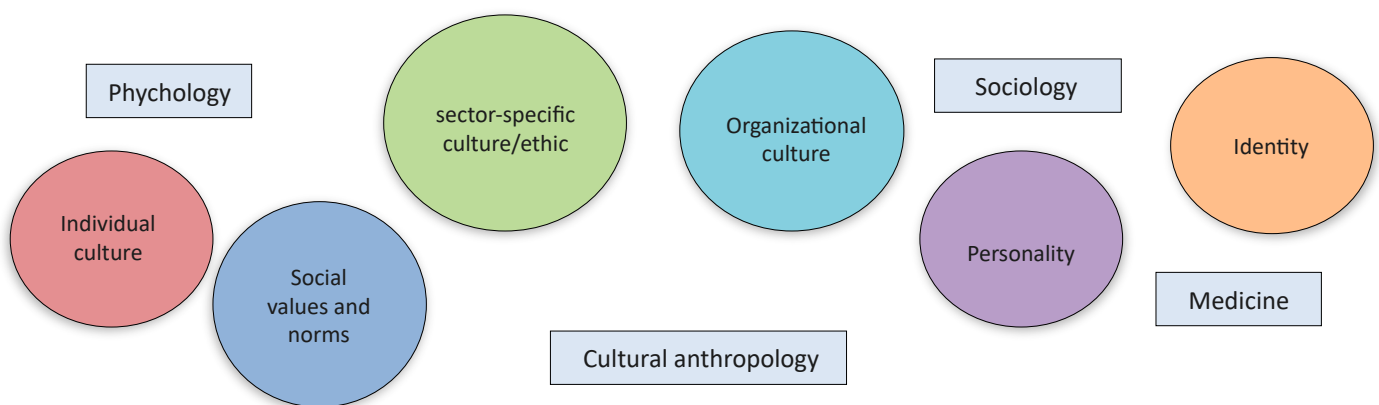 Phychology
sector-specific
culture/ethic
Organizational
culture
Sociology
Identity
Individual
culture
Social
values and
norms
Personality
Medicine
Cultural anthropology